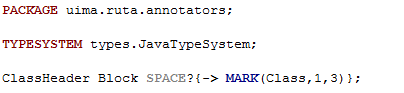 PACKAGE uima.ruta.annotators;
TYPESYSTEM types.JavaTypeSystem;
ClassHeader Block SPACE?{-> MARK(Class,1,3)};